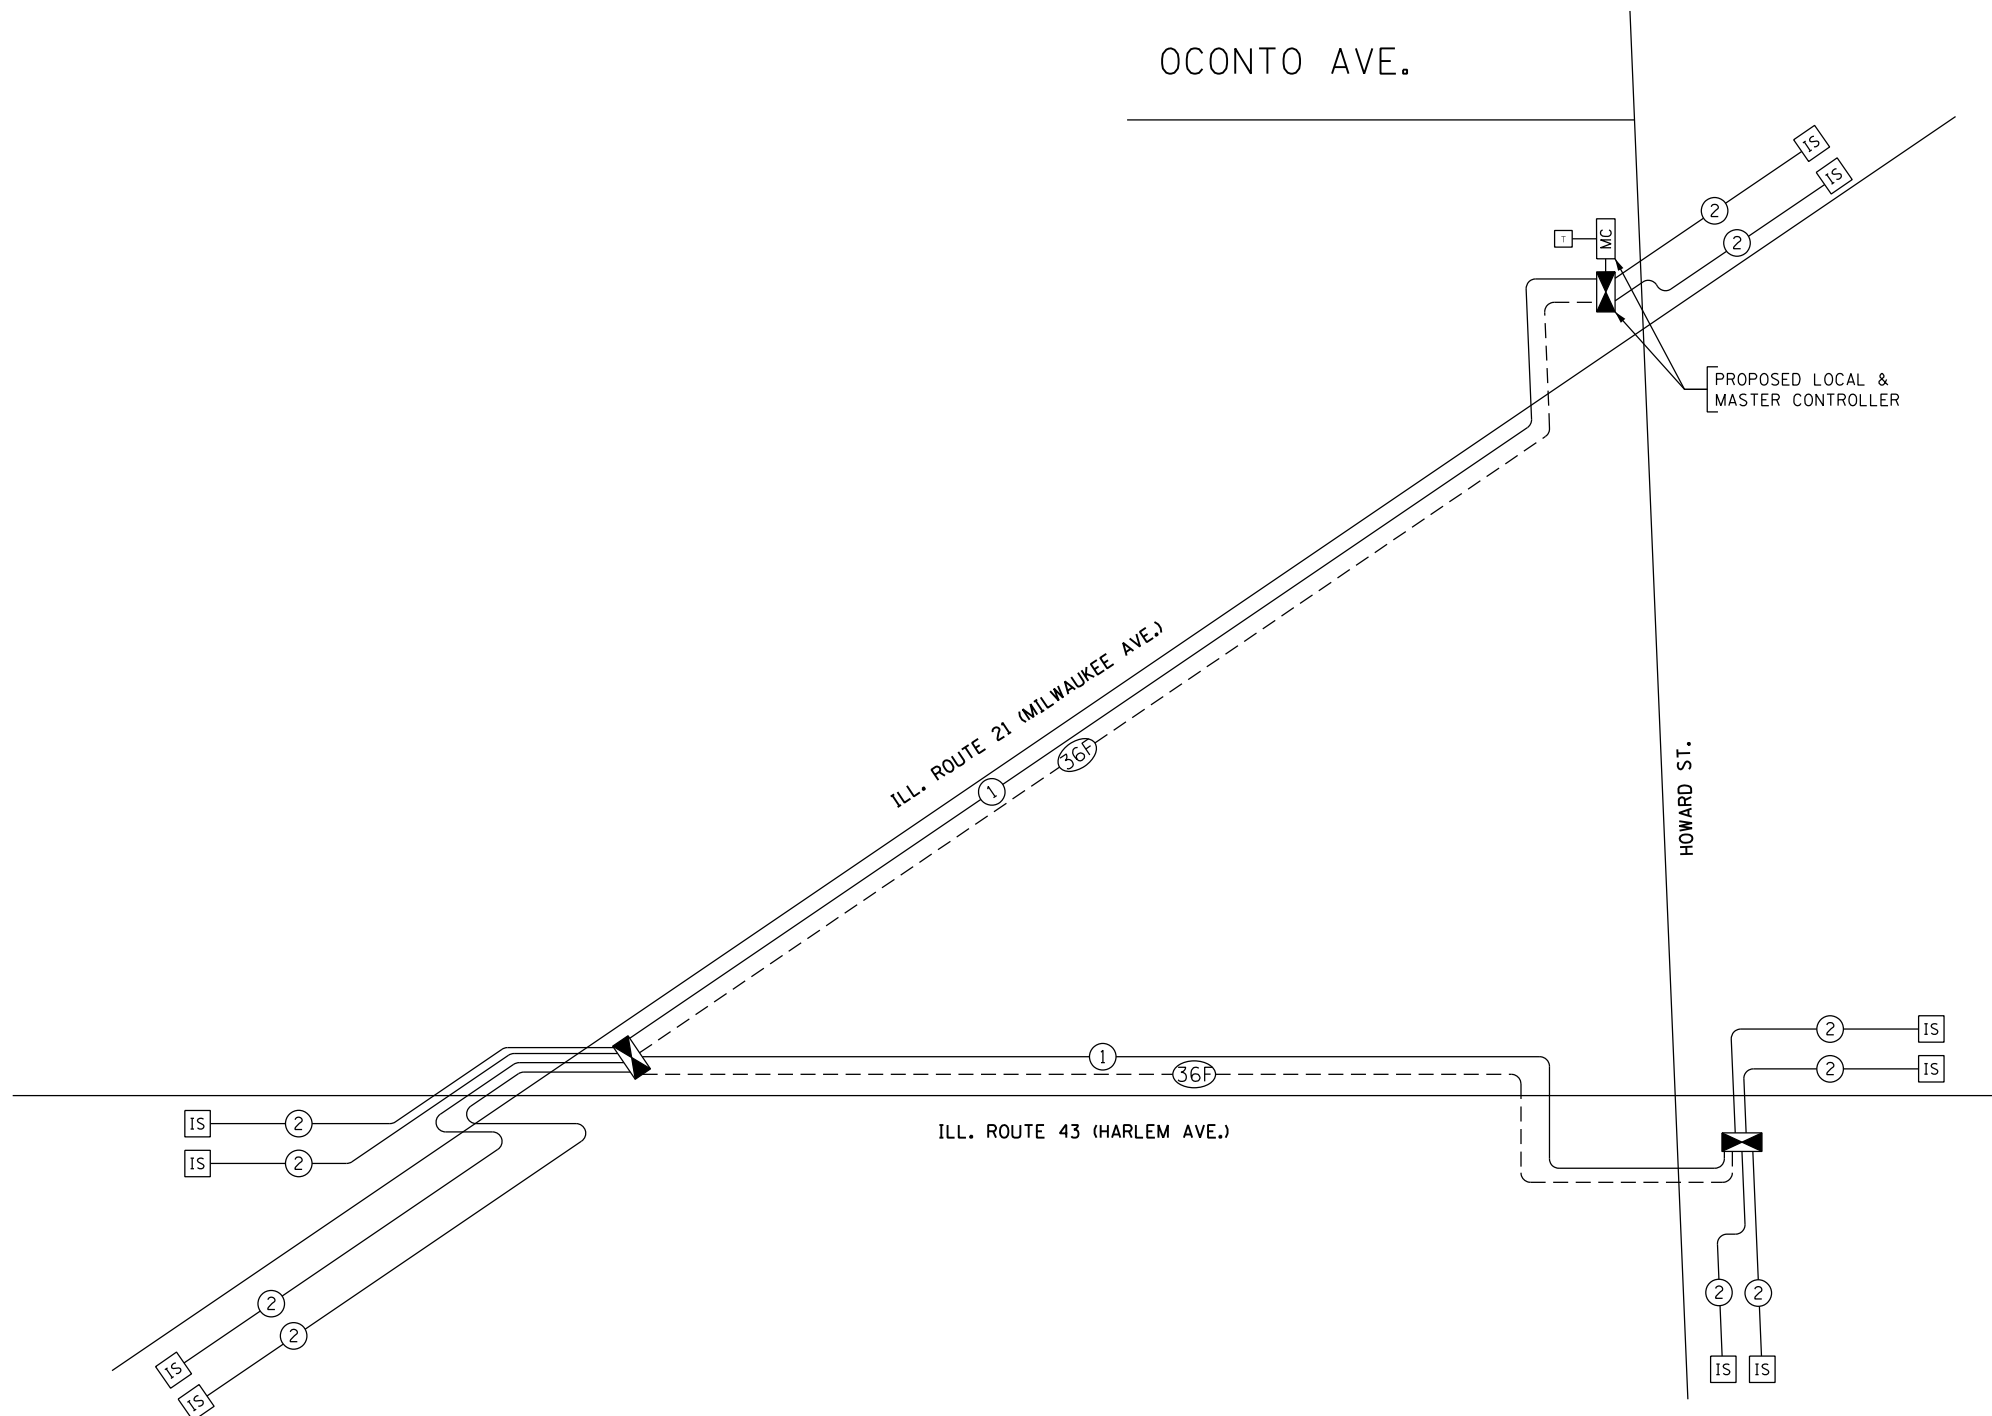 OCONTO AVE.
IS
IS
2
2
T
MC
PROPOSED LOCAL &
MASTER CONTROLLER
ILL. ROUTE 21 (MILWAUKEE AVE.)
36F
1
HOWARD ST.
2
IS
1
36F
2
IS
IS
2
ILL. ROUTE 43 (HARLEM AVE.)
IS
2
2
2
2
2
IS
IS
IS
IS